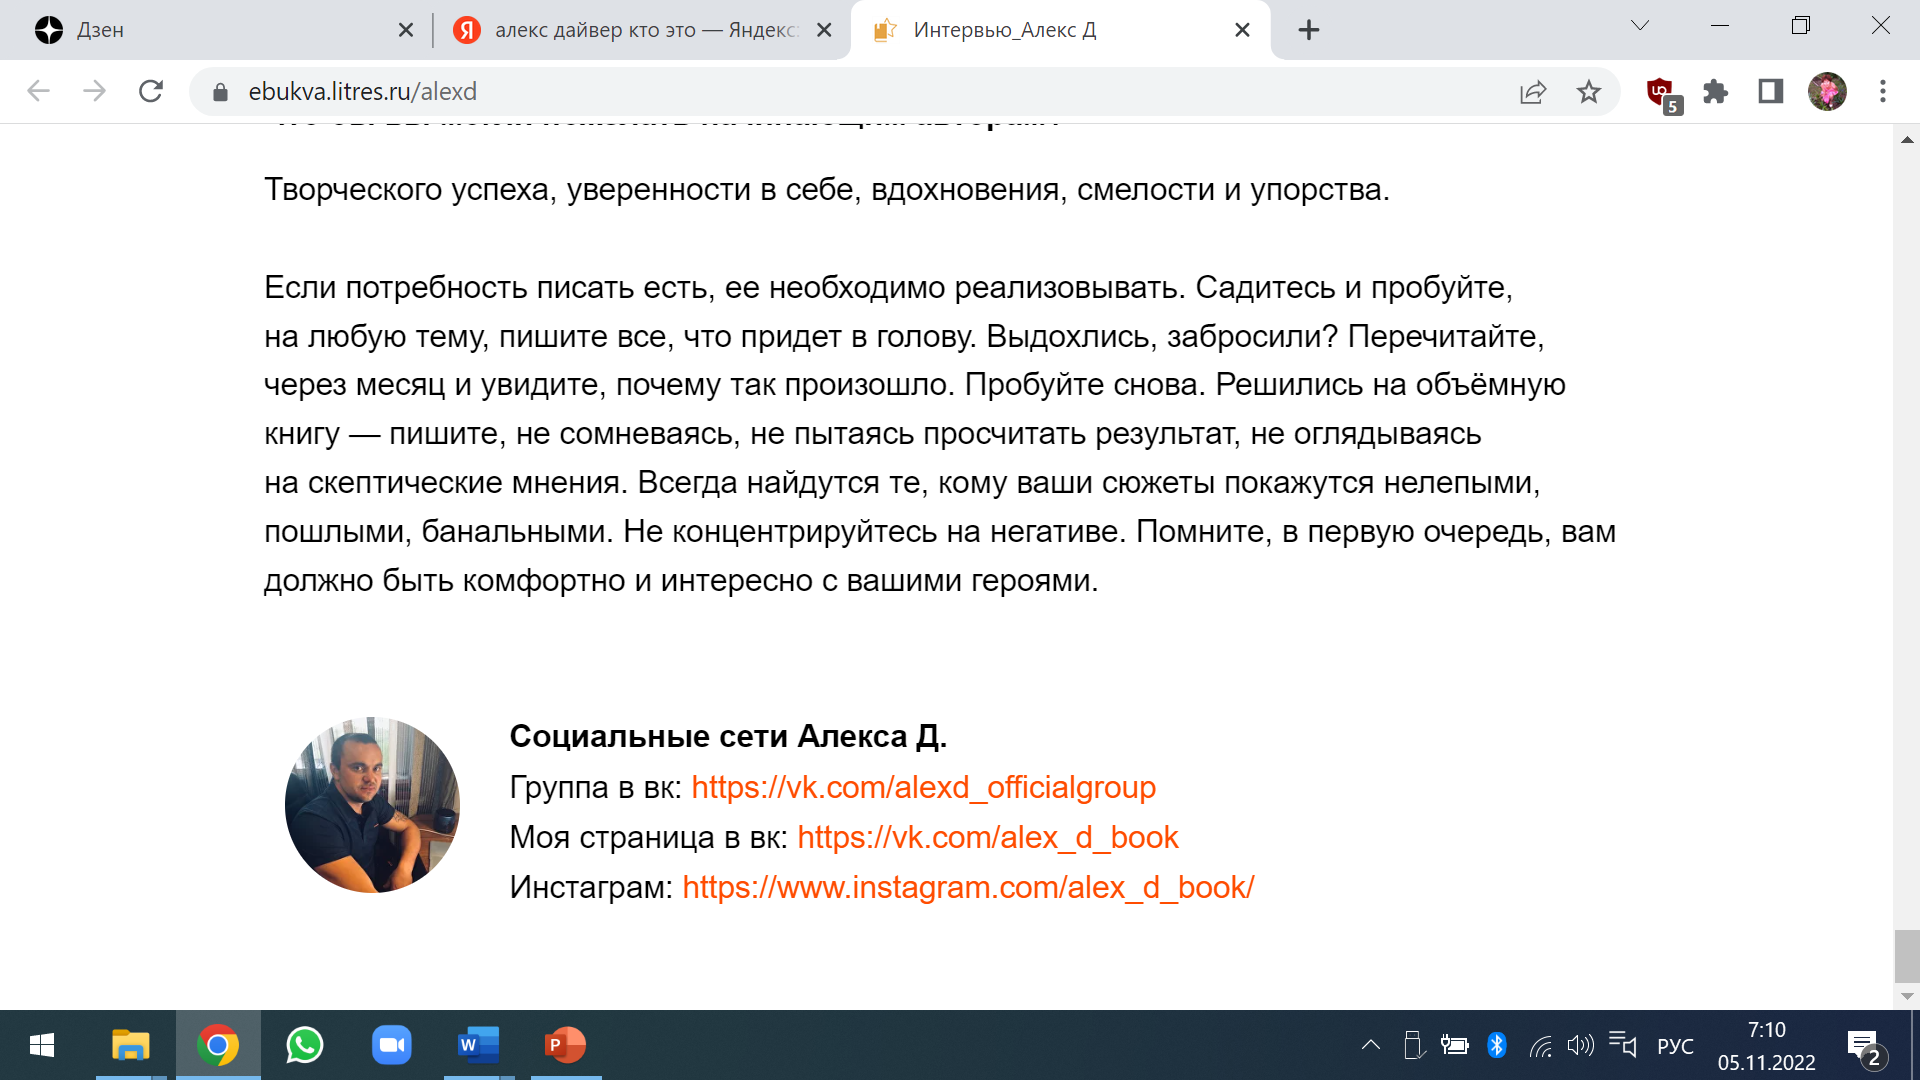 Дзен
алекс дайвер кто это — Яндекс:
Интервью_Алекс Д
ebukva.litres.ru/alexd
5
Творческого успеха, уверенности в себе, вдохновения, смелости и упорства.
Если потребность писать есть, ее необходимо реализовывать. Садитесь и пробуйте,
на любую тему, пишите все, что придет в голову. Выдохлись, забросили? Перечитайте,
через месяц и увидите, почему так произошло. Пробуйте снова. Решились на объёмную
книгу — пишите, не сомневаясь, не пытаясь просчитать результат, не оглядываясь
на скептические мнения. Всегда найдутся те, кому ваши сюжеты покажутся нелепыми,
пошлыми, банальными. Не концентрируйтесь на негативе. Помните, в первую очередь, вам
должно быть комфортно и интересно с вашими героями.
Социальные сети Алекса Д.
Группа в вк: https://vk.com/alexd_officialgroup
Моя страница в вк: https://vk.com/alex_d_book
Инстаграм: https://www.instagram.com/alex_d_book/
РУС
7:10
05.11.2022
2